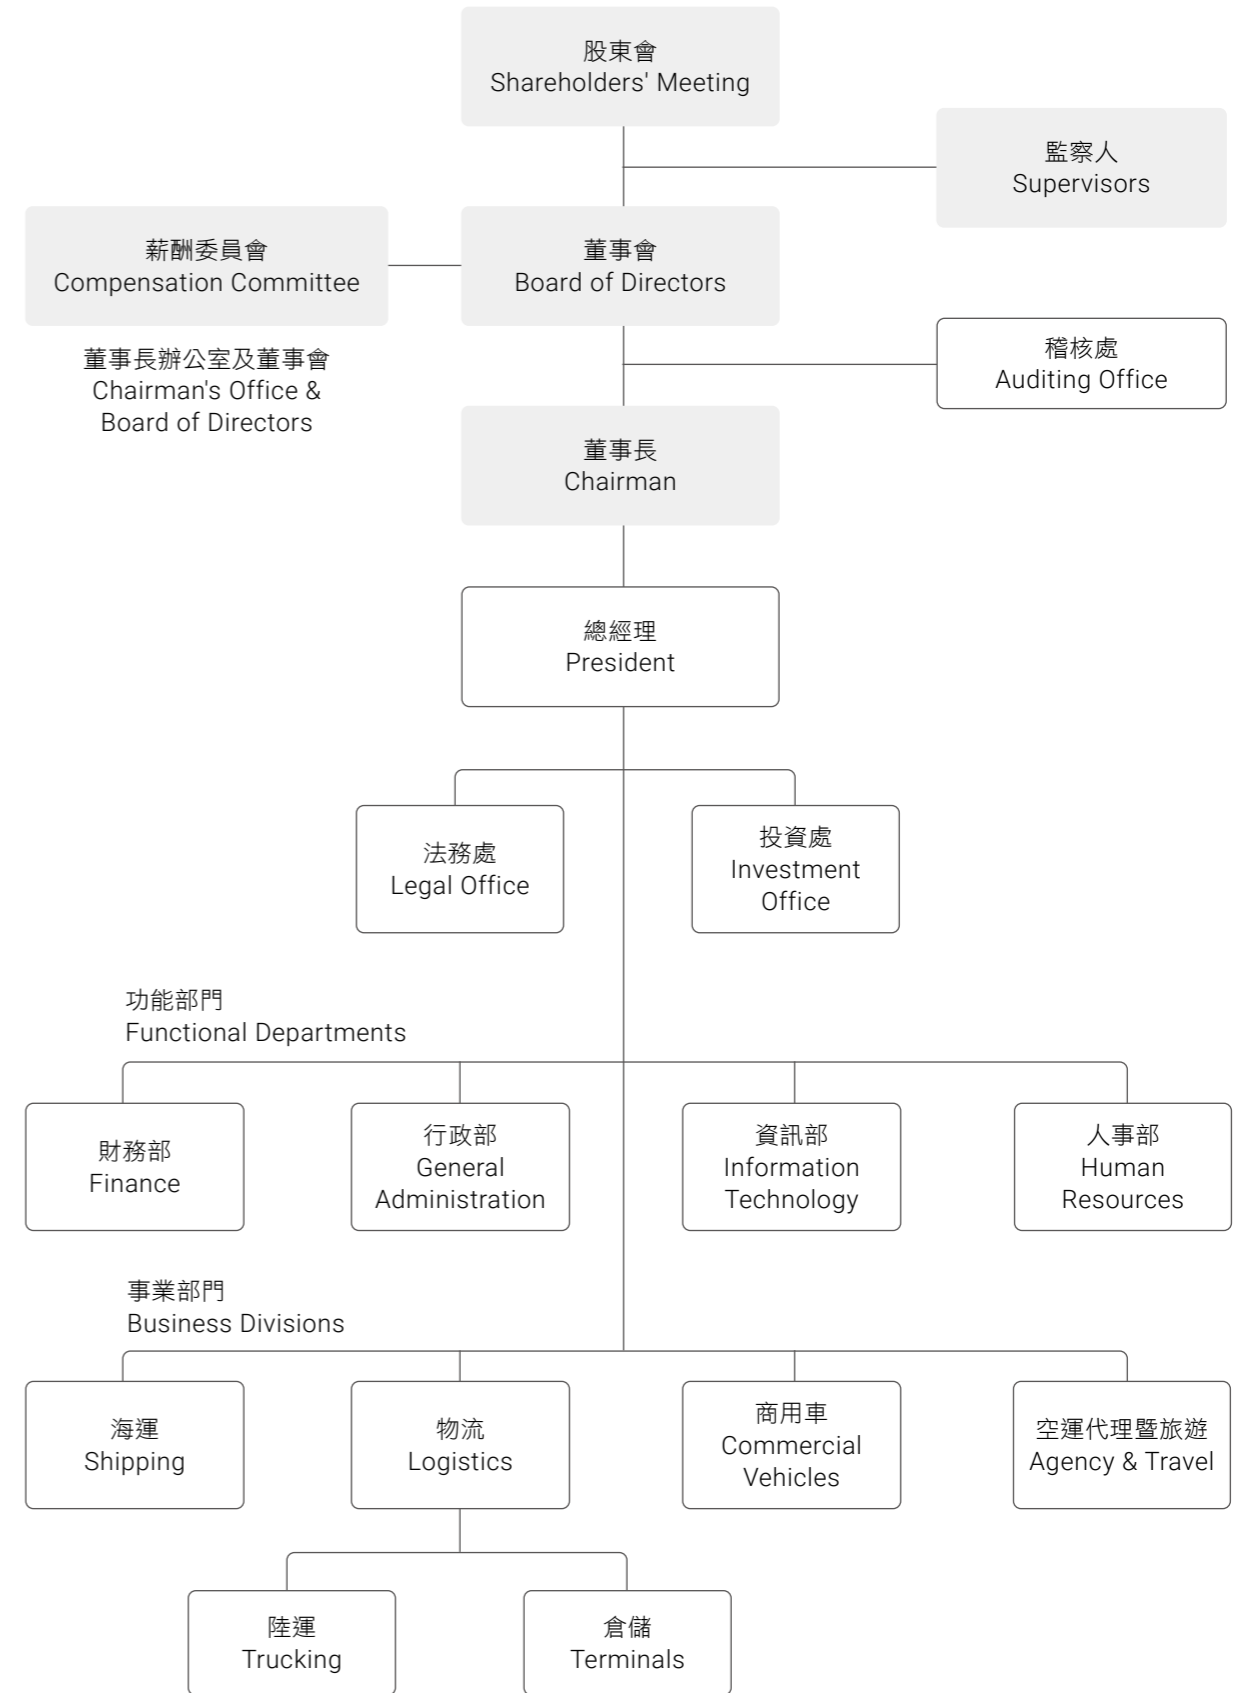 股東會
Shareholders' Meeting
監察人
Supervisors
薪酬委員會
Compensation Committee
董事會
Board of Directors
董事長辦公室及董事會
Chairman's Office &
Board of Directors
稽核處
Auditing Office
董事長
Chairman
總經理
President
法務處
Legal Office
投資處
Investment
Office
功能部門
Functional Departments
財務部
Finance
行政部
General
Administration
資訊部
Information
Technology
人事部
Human
Resources
事業部門
Business Divisions
海運
Shipping
物流
Logistics
商用車
Commercial
Vehicles
空運代理暨旅遊
Agency & Travel
陸運
Trucking
倉儲
Terminals